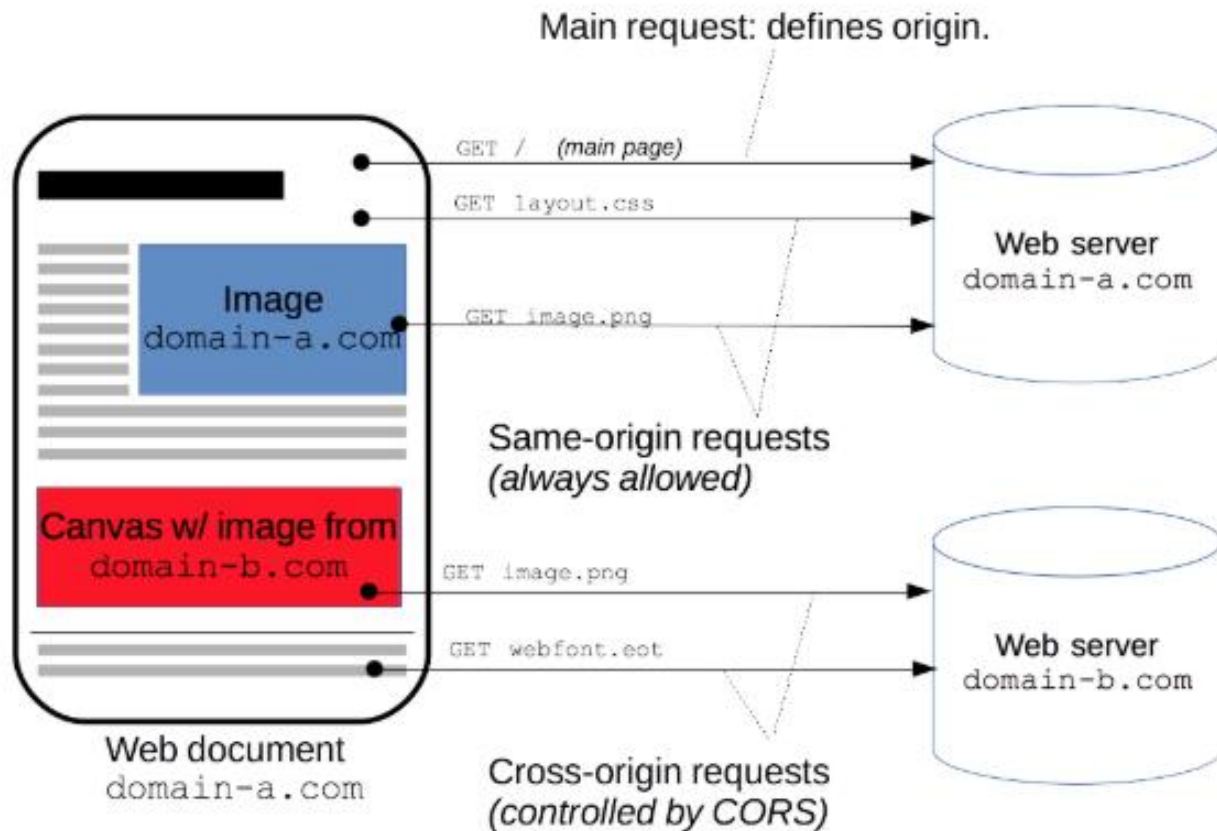 Main request: defines origin.
GET / (main page)
GET layout.css
Image
domain-a.com
GET image.png
Web server
domain-a.com
Same-origin requests
(always allowed)
Canvas w/ image from
domain-b.com
GET image.png
GET webfont.eot
Web server
domain-b.com
Web document
domain-a.com
Cross-origin requests
(controlled by CORS)